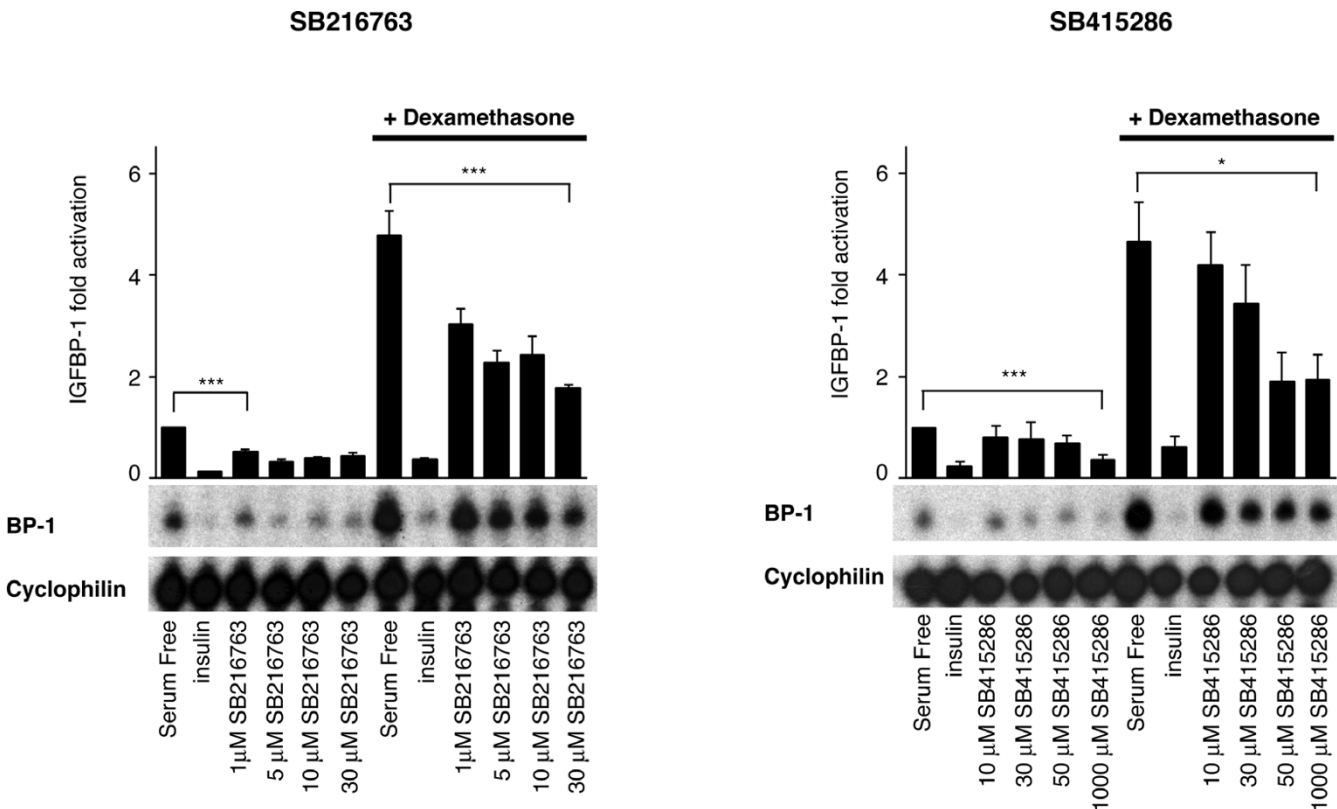 SB216763
+ Dexamethasone
IGFBP-1 fold activation
6
4
2
0
***
***
BP-1
Cyclophilin
Serum Free
insulin
1μM SB216763
5 μM SB216763
10 μM SB216763
30 μM SB216763
Serum Free
insulin
1μM SB216763
5 μM SB216763
10 μM SB216763
30 μM SB216763
SB415286
+ Dexamethasone
IGFBP-1 fold activation
6
4
2
0
***
*
BP-1
Cyclophilin
Serum Free
insulin
10 μM SB415286
30 μM SB415286
50 μM SB415286
1000 μM SB415286
Serum Free
insulin
10 μM SB415286
30 μM SB415286
50 μM SB415286
1000 μM SB415286